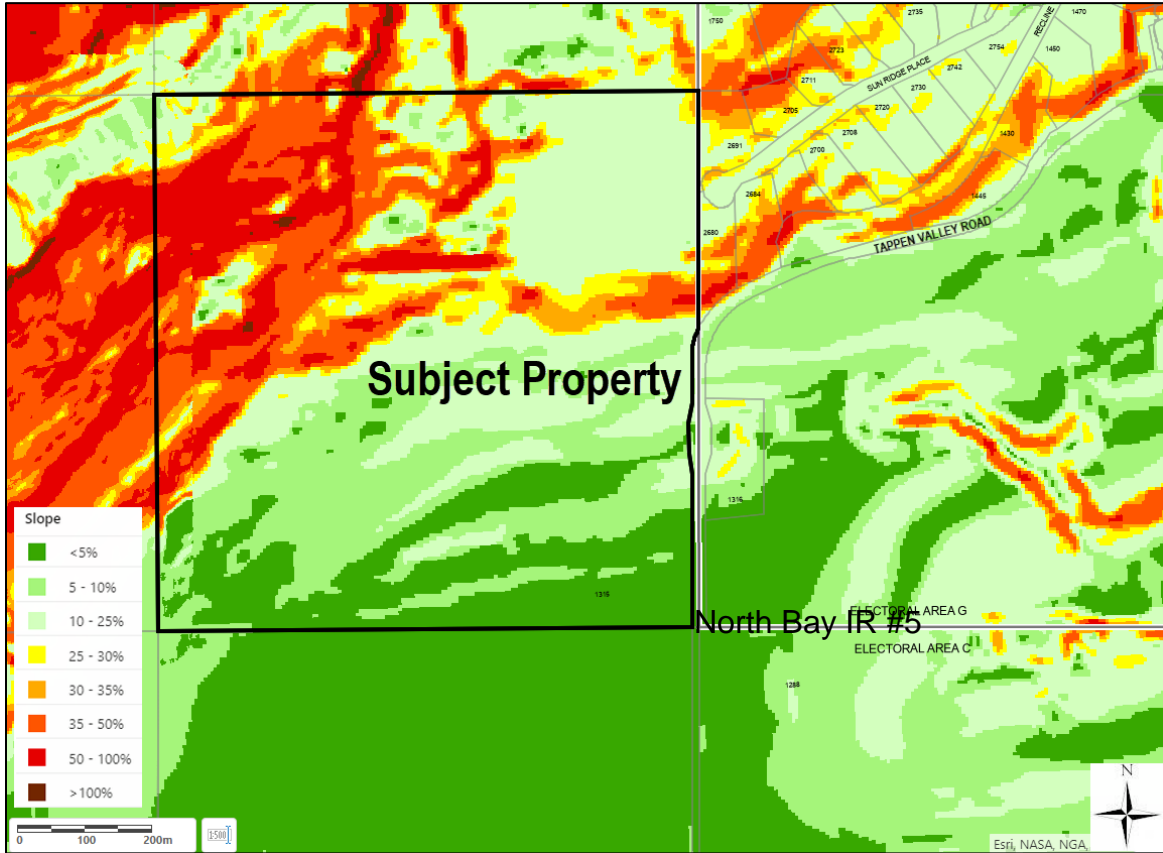 2735
1470
1750
RECLINE
2723
2754
1450
2711
SUN RIDGE PLACE
2742
2730
2705
2720
2708
1430
2691
2700
2684
1445
2680
TAPPEN VALLEY ROAD
Subject Property
1316
1316
North Bay IR #5
ELECTORAL AREA G
ELECTORAL AREA C
1288
Slope
<5%
5 - 10%
10 - 25%
25 - 30%
30 - 35%
35 - 50%
50 - 100%
>100%
0 100 200m
N
Esri, NASA, NGA,